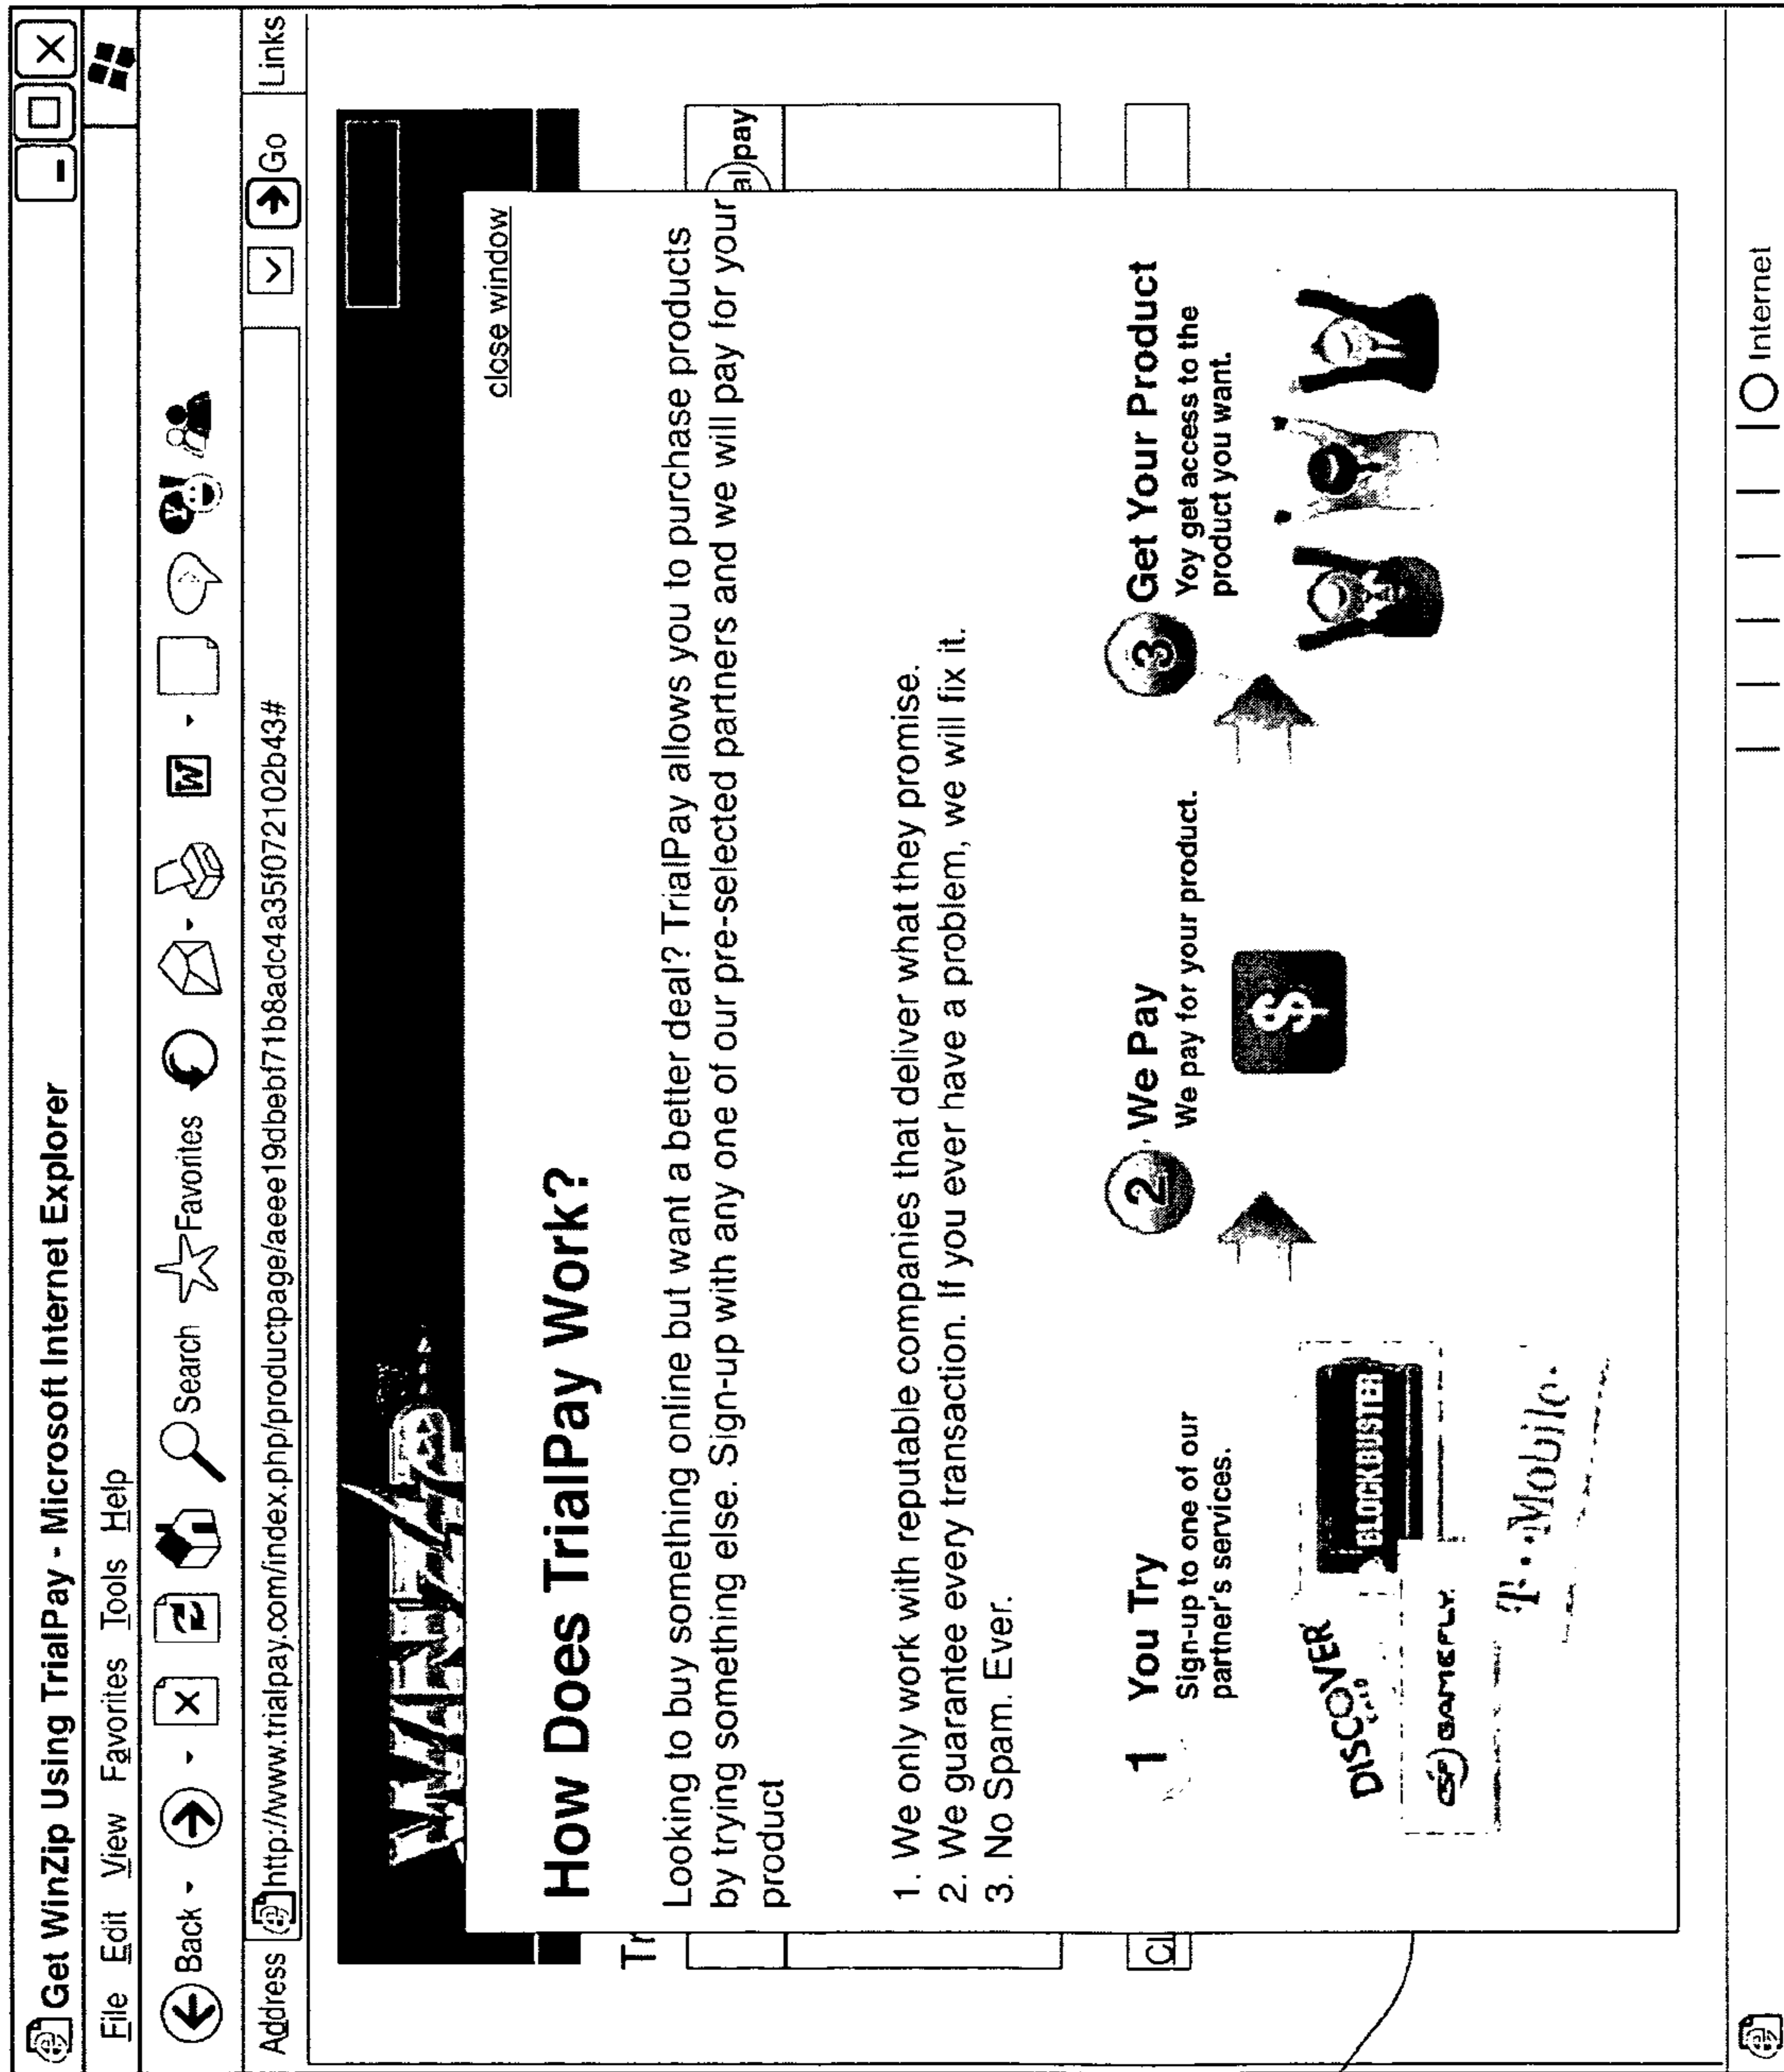 Get WinZip Using TrialPay - Microsoft Internet Explorer
File Edit View Favorites Tools Help
Back Search Favorites W Y!
Address http://www.trialpay.com/index.php/productpage/aeee19dbebf71b8adc4a35f072102b43# Go Links
WINZIP
close window
How Does TrialPay Work?
Tr
al pay
Looking to buy something online but want a better deal? TrialPay allows you to purchase products
by trying something else. Sign-up with any one of our pre-selected partners and we will pay for your
product
1. We only work with reputable companies that deliver what they promise.
2. We guarantee every transaction. If you ever have a problem, we will fix it.
3. No Spam. Ever.
Cl
1 You Try
Sign-up to one of our
partner's services.
DISCOVER
BLOCKBUSTER
GAMEFLY.
T··Mobile·
2 We Pay
We pay for your product.
$
3 Get Your Product
Yoy get access to the
product you want.
Internet